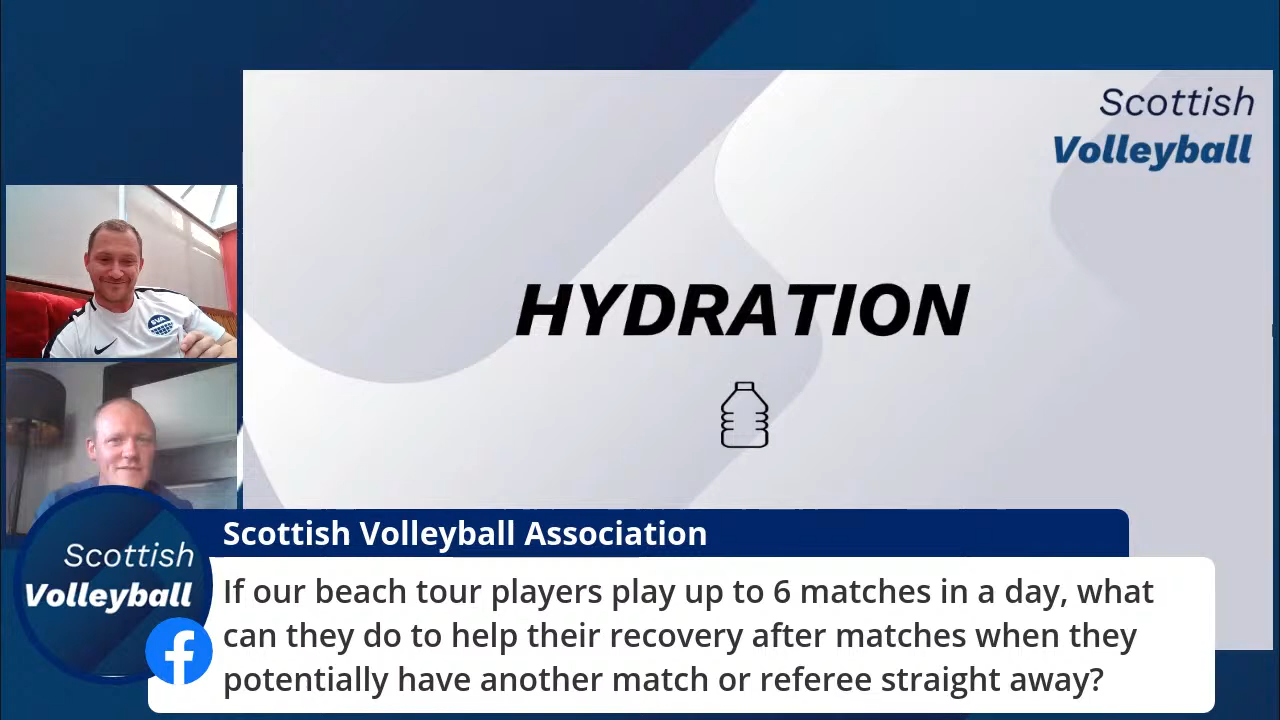 Scottish
Volleyball
HYDRATION
Scottish Volleyball Association
Scottish
Volleyball
If our beach tour players play up to 6 matches in a day, what
can they do to help their recovery after matches when they
potentially have another match or referee straight away?